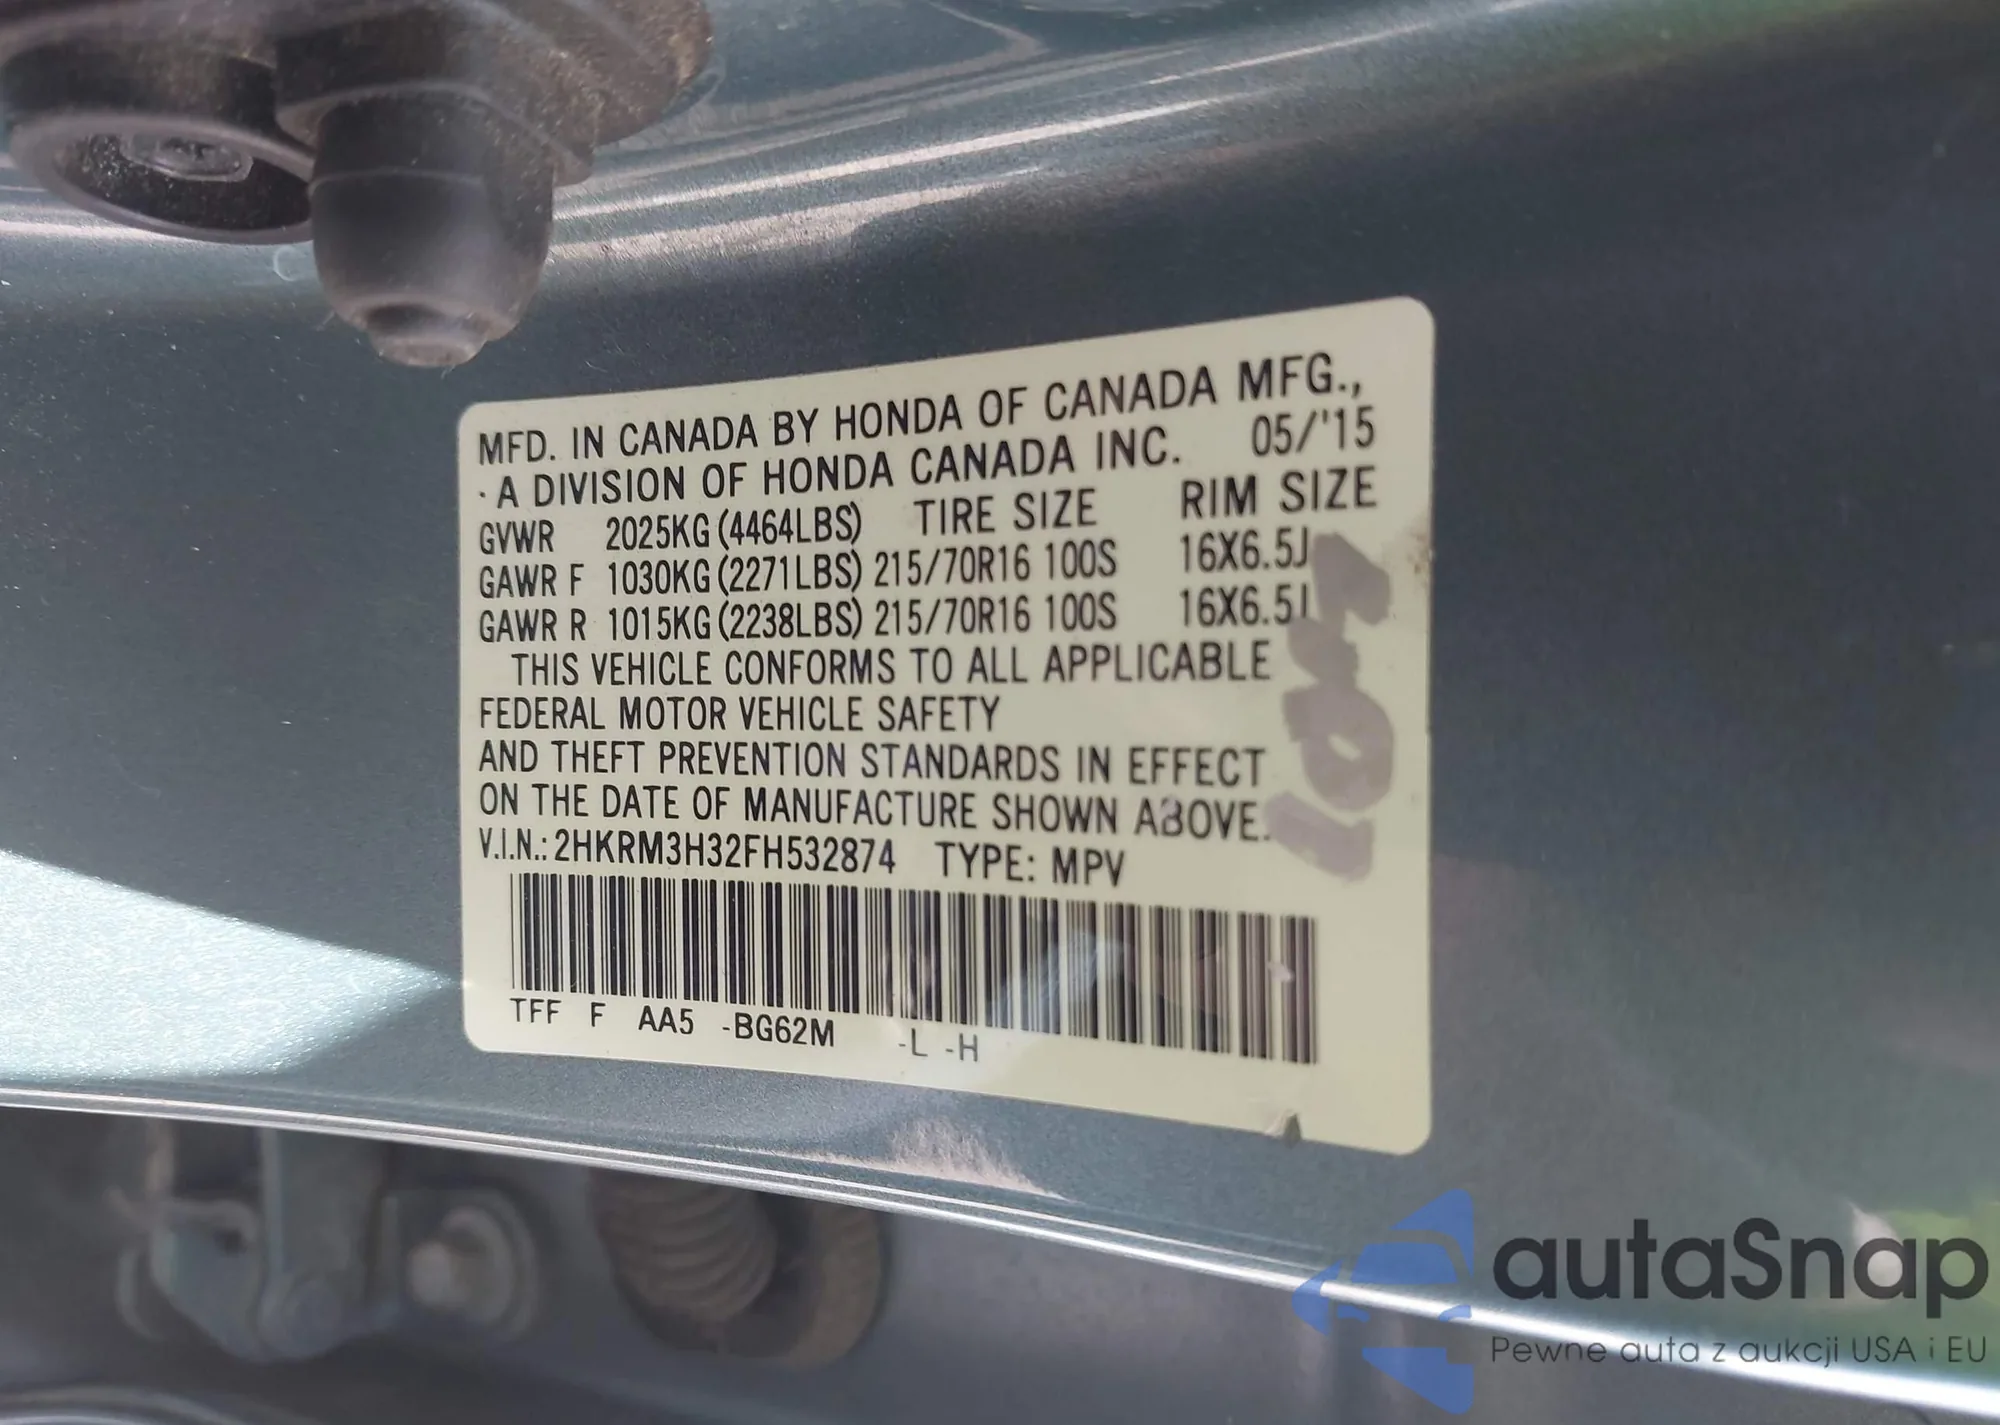 MFD. IN CANADA BY HONDA OF CANADA MFG.,
· A DIVISION OF HONDA CANADA INC. 05/'15
GVWR 2025KG (4464LBS) TIRE SIZE RIM SIZE
GAWR F 1030KG (2271LBS) 215/70R16 100S 16X6.5J
GAWR R 1015KG (2238LBS) 215/70R16 100S 16X6.5J
THIS VEHICLE CONFORMS TO ALL APPLICABLE
FEDERAL MOTOR VEHICLE SAFETY
AND THEFT PREVENTION STANDARDS IN EFFECT
ON THE DATE OF MANUFACTURE SHOWN ABOVE.
V.I.N.: 2HKRM3H32FH532874 TYPE: MPV
TFF F AA5 -BG62M -L -H
autaSnap
Pewne auta z aukcji USA i EU